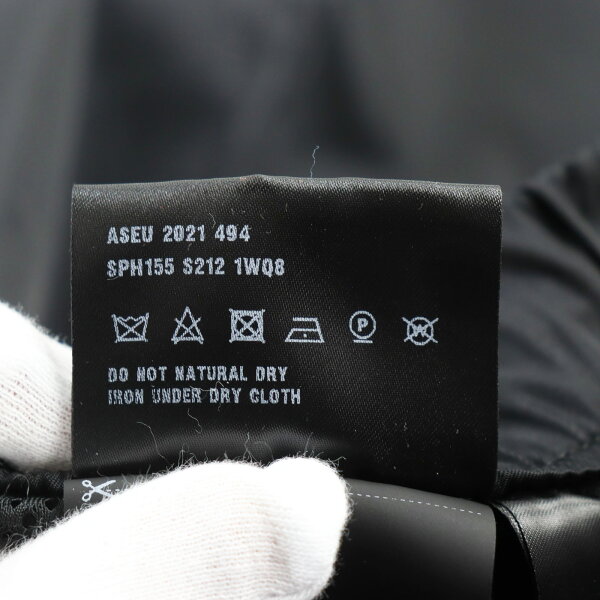 ASEU 2021 494
SPH155 S212 1WQ8
P W
DO NOT NATURAL DRY
IRON UNDER DRY CLOTH